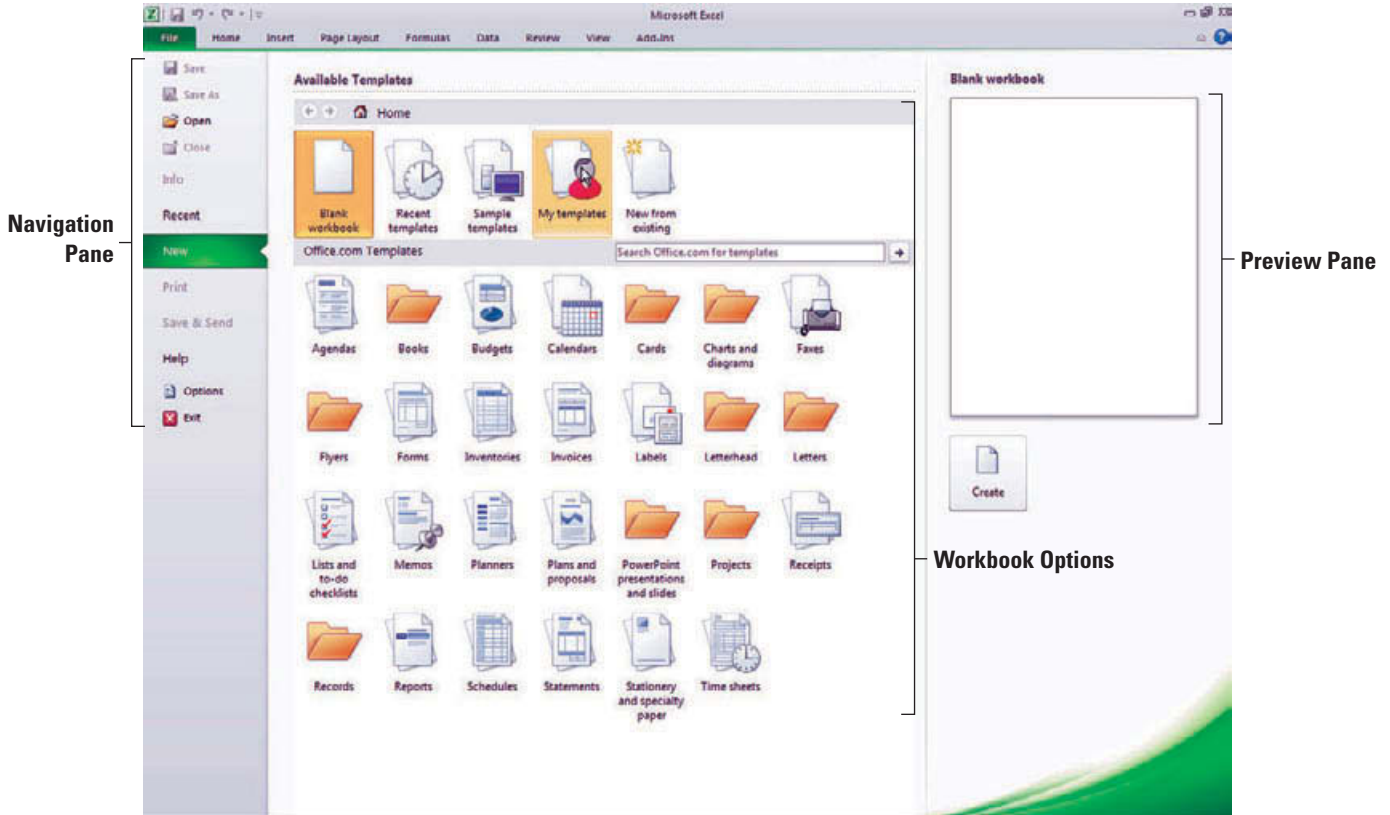 Microsoft Excel
File Home Insert Page Layout Formulas Data Review View Add-Ins
Navigation
Pane
Save
Save As
Open
Close
Info
Recent
New
Print
Save & Send
Help
Options
Exit
Available Templates
Home
Blank
workbook
Recent
templates
Sample
templates
My templates
New from
existing
Office.com Templates
Search Office.com for templates
Agendas
Books
Budgets
Calendars
Cards
Charts and
diagrams
Faxes
Flyers
Forms
Inventories
Invoices
Labels
Letterhead
Letters
Lists and
to-do
checklists
Memos
Planners
Plans and
proposals
PowerPoint
presentations
and slides
Projects
Receipts
Records
Reports
Schedules
Statements
Stationery
and specialty
paper
Time sheets
Blank workbook
Create
Preview Pane
Workbook Options